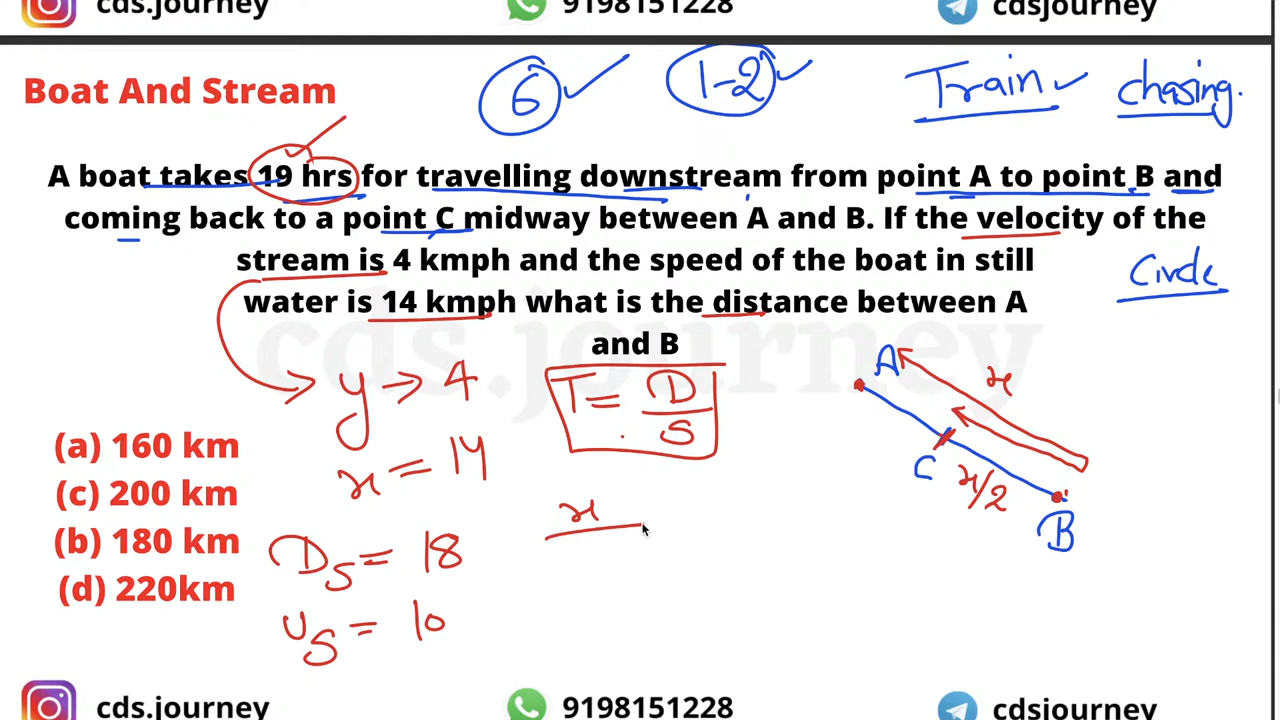 cds.journey 9198151228 cdsjourney
Boat And Stream 6 1-2 Train chasing.
A boat takes 19 hrs for travelling downstream from point A to point B and
coming back to a point C midway between A and B. If the velocity of the
stream is 4 kmph and the speed of the boat in still
Circle
water is 14 kmph what is the distance between A
and B
cds.journey
y → 4
T = D/S
A
x
(a) 160 km
x = 14
C
x/2
(c) 200 km
B
x
(b) 180 km
DS = 18
(d) 220km
US = 10
cds.journey 9198151228 cdsjourney